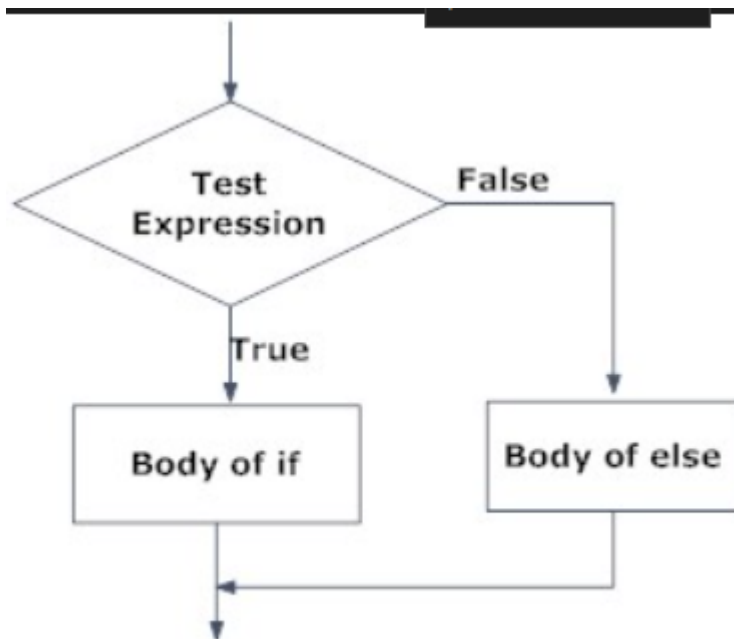 Test
Expression
False
True
Body of if
Body of else